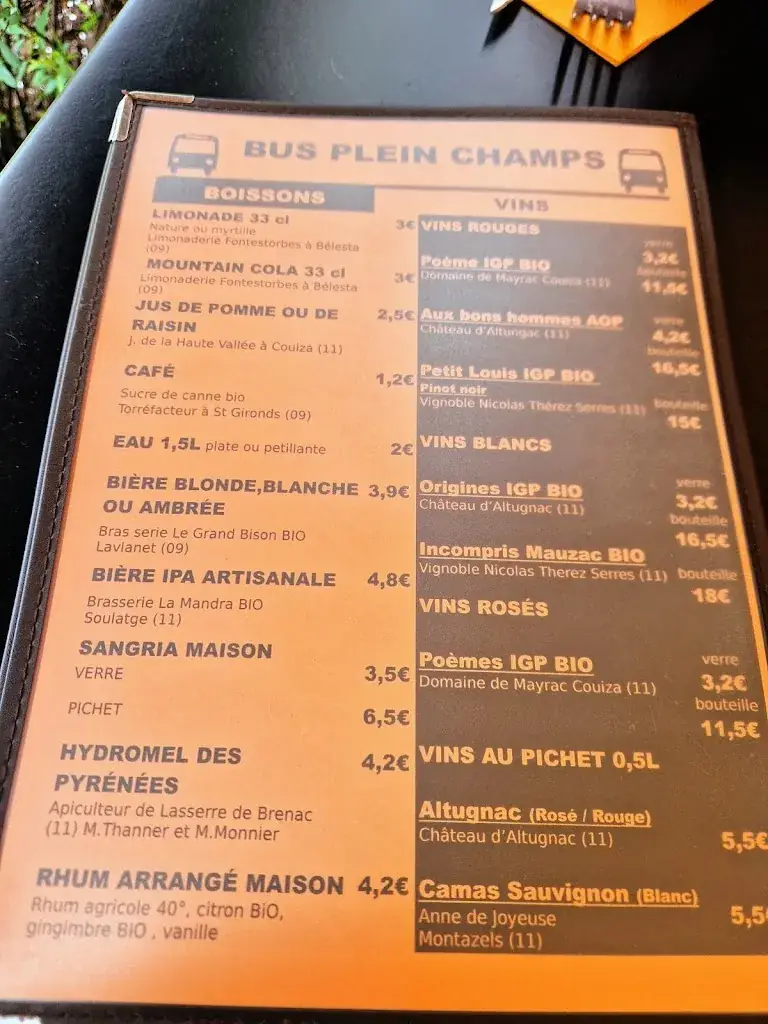 BUS PLEIN CHAMPS
BOISSONS
LIMONADE 33 cl
3€
Nature ou myrtille
Limonaderie Fontestorbes à Bélesta
(09)
MOUNTAIN COLA 33 cl
3€
Limonaderie Fontestorbes à Bélesta
(09)
JUS DE POMME OU DE
2,5€
RAISIN
J. de la Haute Vallée à Couiza (11)
CAFÉ
1,2€
Sucre de canne bio
Torréfacteur à St Gironds (09)
EAU 1,5L plate ou petillante
2€
BIÈRE BLONDE,BLANCHE
3,9€
OU AMBRÉE
Bras serie Le Grand Bison BIO
Lavlanet (09)
BIÈRE IPA ARTISANALE
4,8€
Brasserie La Mandra BIO
Soulatge (11)
SANGRIA MAISON
VERRE
3,5€
PICHET
6,5€
HYDROMEL DES
4,2€
PYRÉNÉES
Apiculteur de Lasserre de Brenac
(11) M.Thanner et M.Monnier
RHUM ARRANGÉ MAISON
4,2€
Rhum agricole 40°, citron BiO,
gingimbre BIO , vanille
VINS
VINS ROUGES
verre
Poème IGP BIO
3,2€
Domaine de Mayrac Couiza (11)
bouteille
11,5€
Aux bons hommes AOP
verre
Château d'Altungac (11)
4,2€
bouteille
Petit Louis IGP BIO
16,5€
Pinot noir
Vignoble Nicolas Thérez Serres (11)
bouteille
15€
VINS BLANCS
Origines IGP BIO
verre
Château d'Altugnac (11)
3,2€
bouteille
16,5€
Incompris Mauzac BIO
Vignoble Nicolas Therez Serres (11)
bouteille
18€
VINS ROSÉS
Poèmes IGP BIO
verre
Domaine de Mayrac Couiza (11)
3,2€
bouteille
11,5€
VINS AU PICHET 0,5L
Altugnac (Rosé / Rouge)
Château d'Altugnac (11)
5,5€
Camas Sauvignon (Blanc)
Anne de Joyeuse
5,5€
Montazels (11)